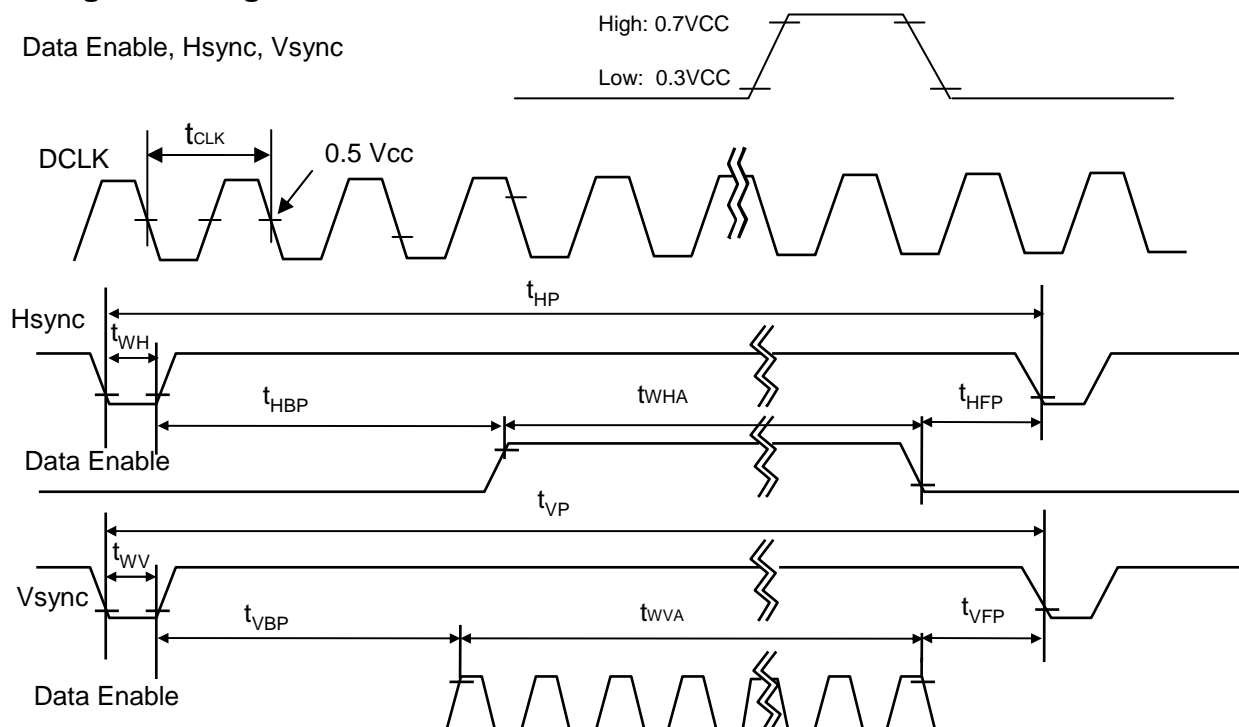 Data Enable, Hsync, Vsync
High: 0.7VCC
Low: 0.3VCC
tCLK
DCLK
0.5 Vcc
tHP
Hsync
tWH
tHBP
tWHA
tHFP
Data Enable
tVP
tWV
Vsync
tVBP
tWVA
tVFP
Data Enable